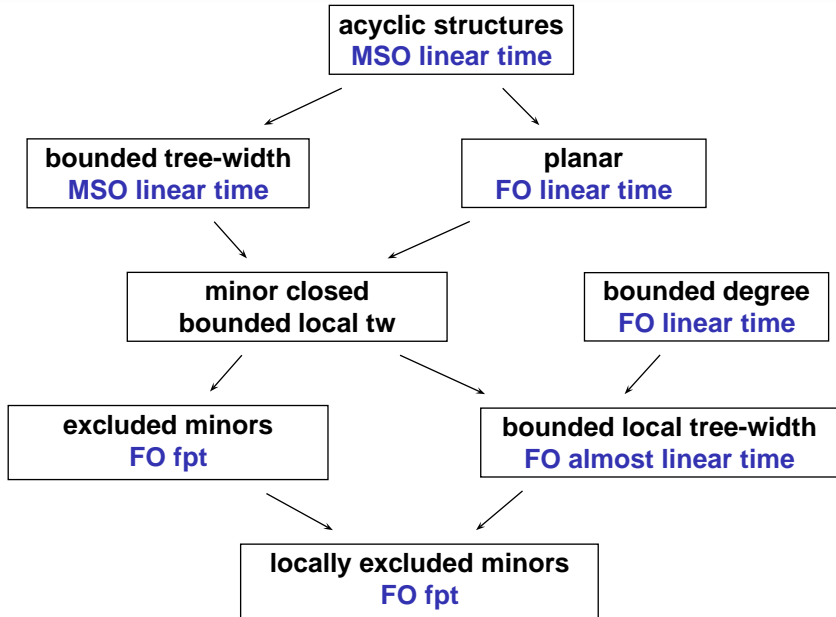 acyclic structures
MSO linear time
bounded tree-width
MSO linear time
planar
FO linear time
minor closed
bounded local tw
bounded degree
FO linear time
excluded minors
FO fpt
bounded local tree-width
FO almost linear time
locally excluded minors
FO fpt